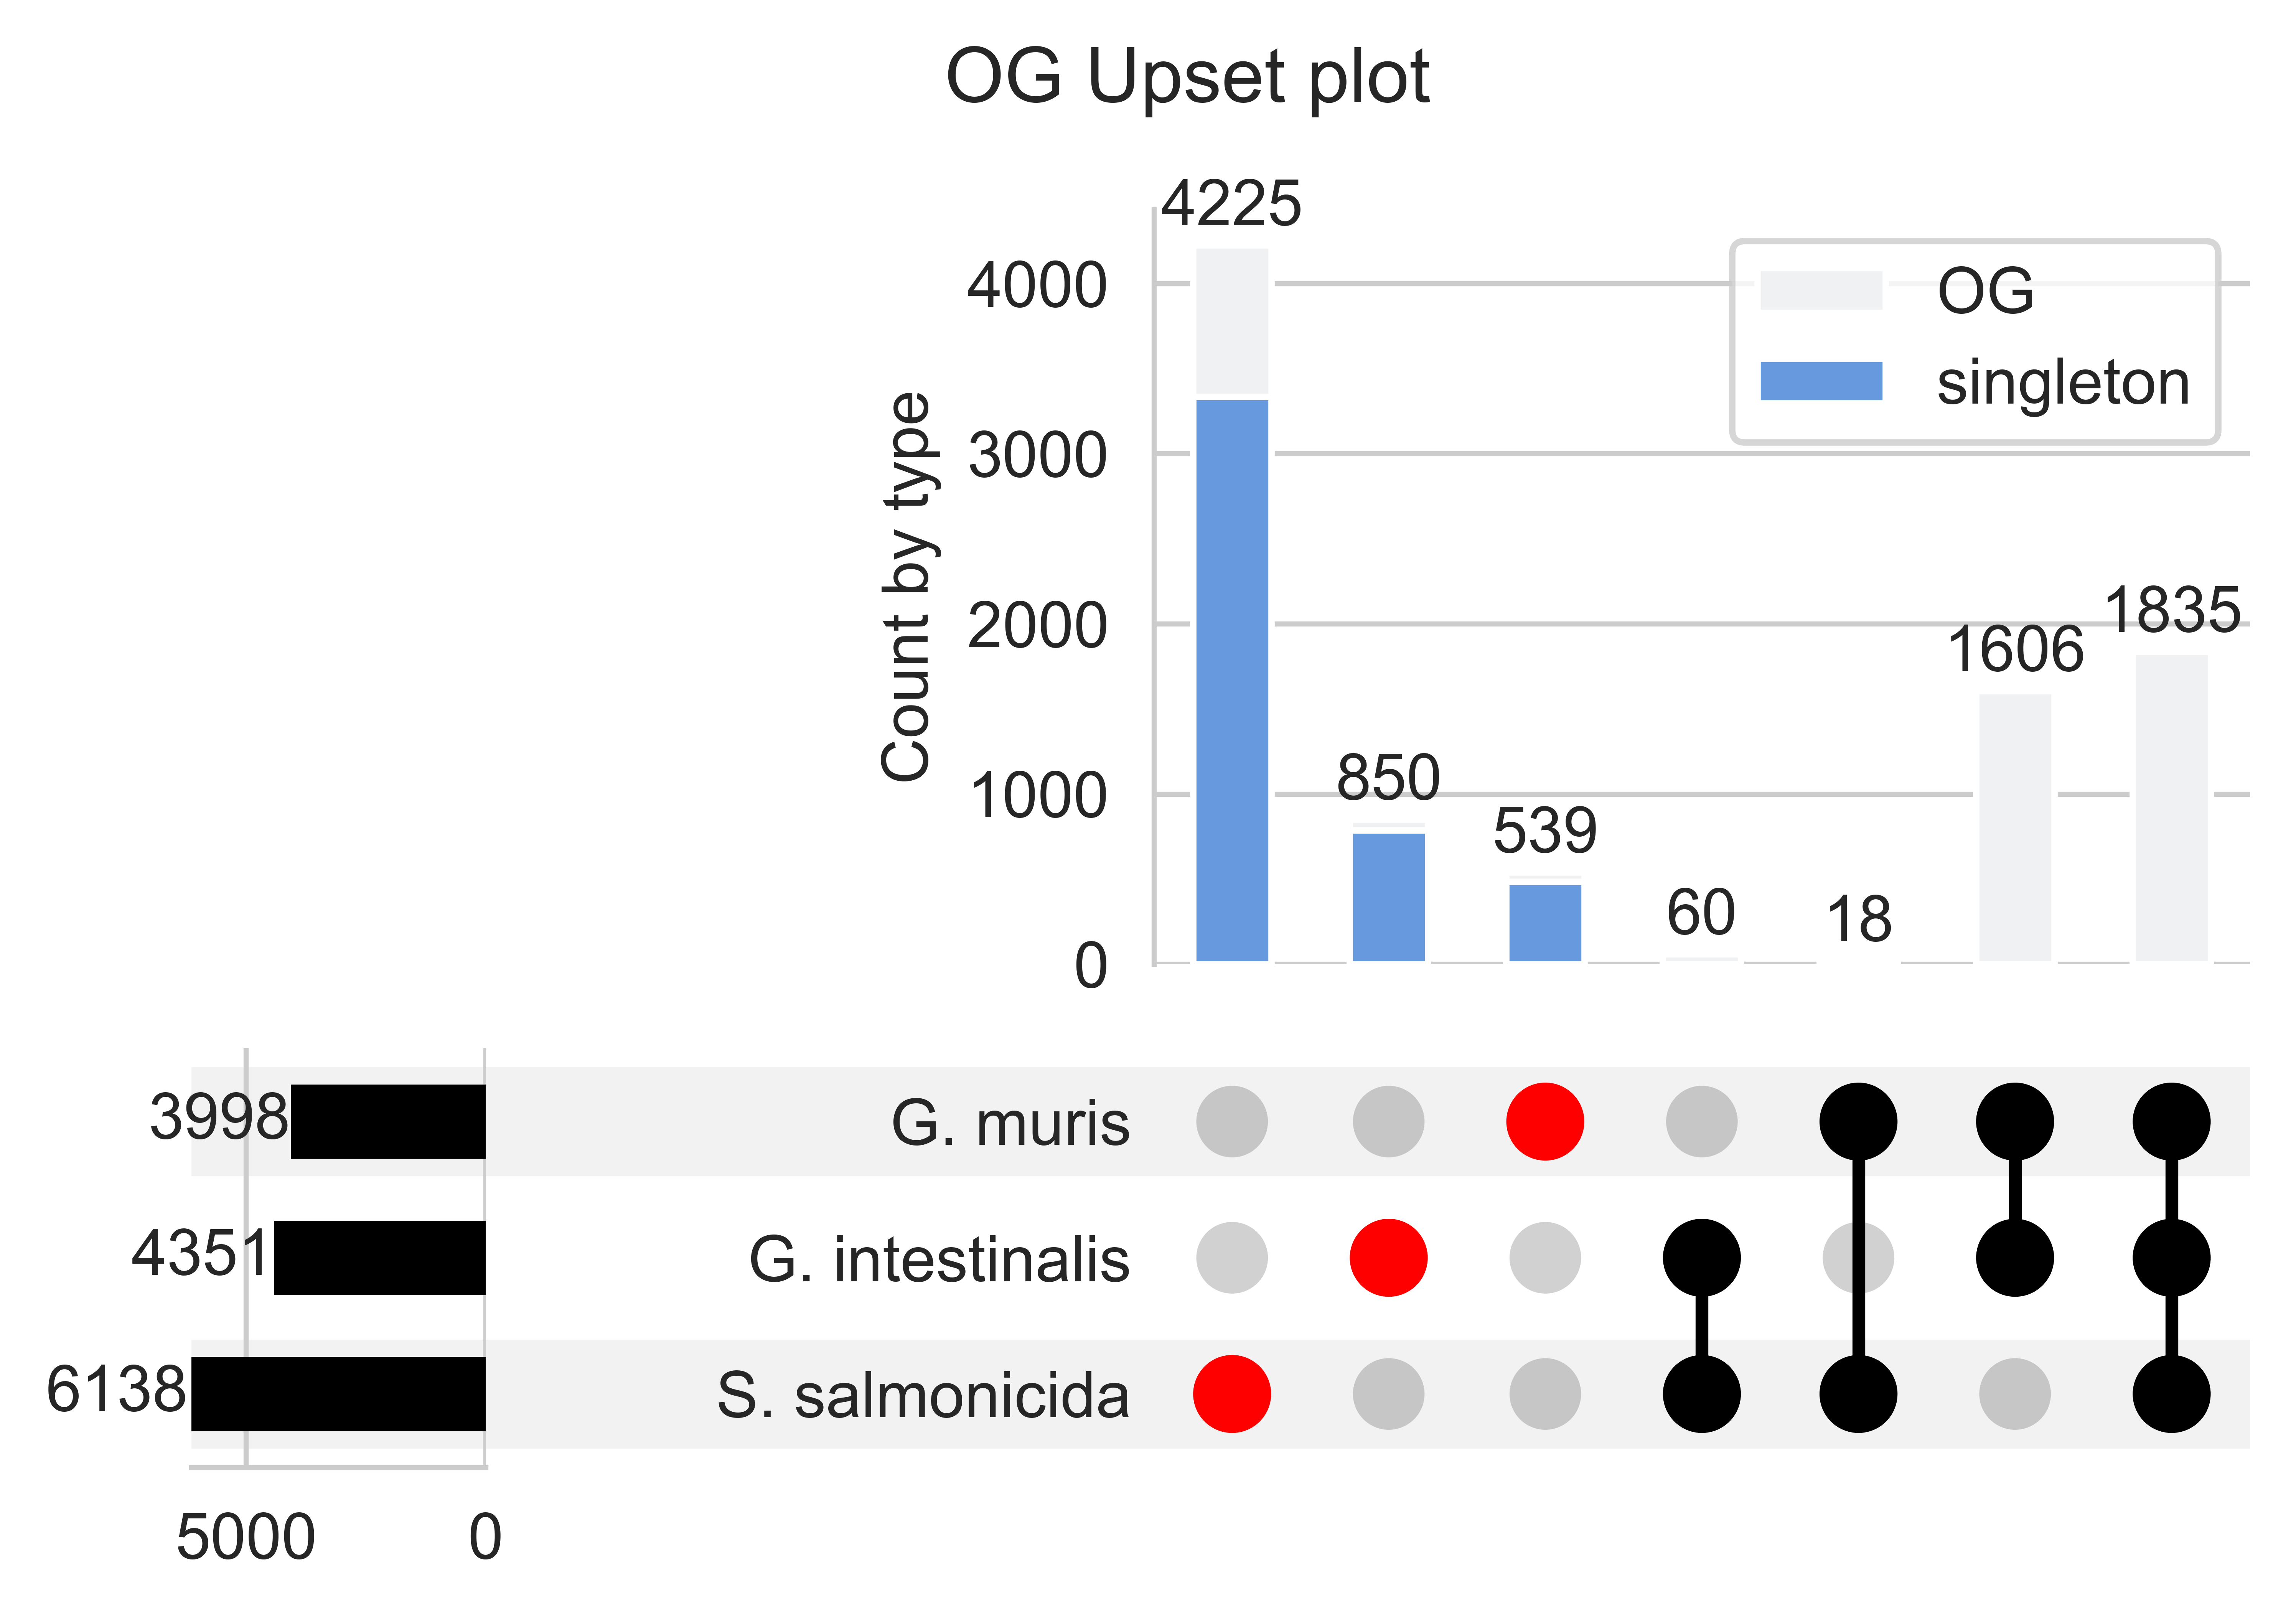 OG Upset plot
4225
4000
OG
singleton
3000
Count by type
2000
1835
1606
1000
850
539
60
18
0
3998
G. muris
4351
G. intestinalis
6138
S. salmonicida
5000 0